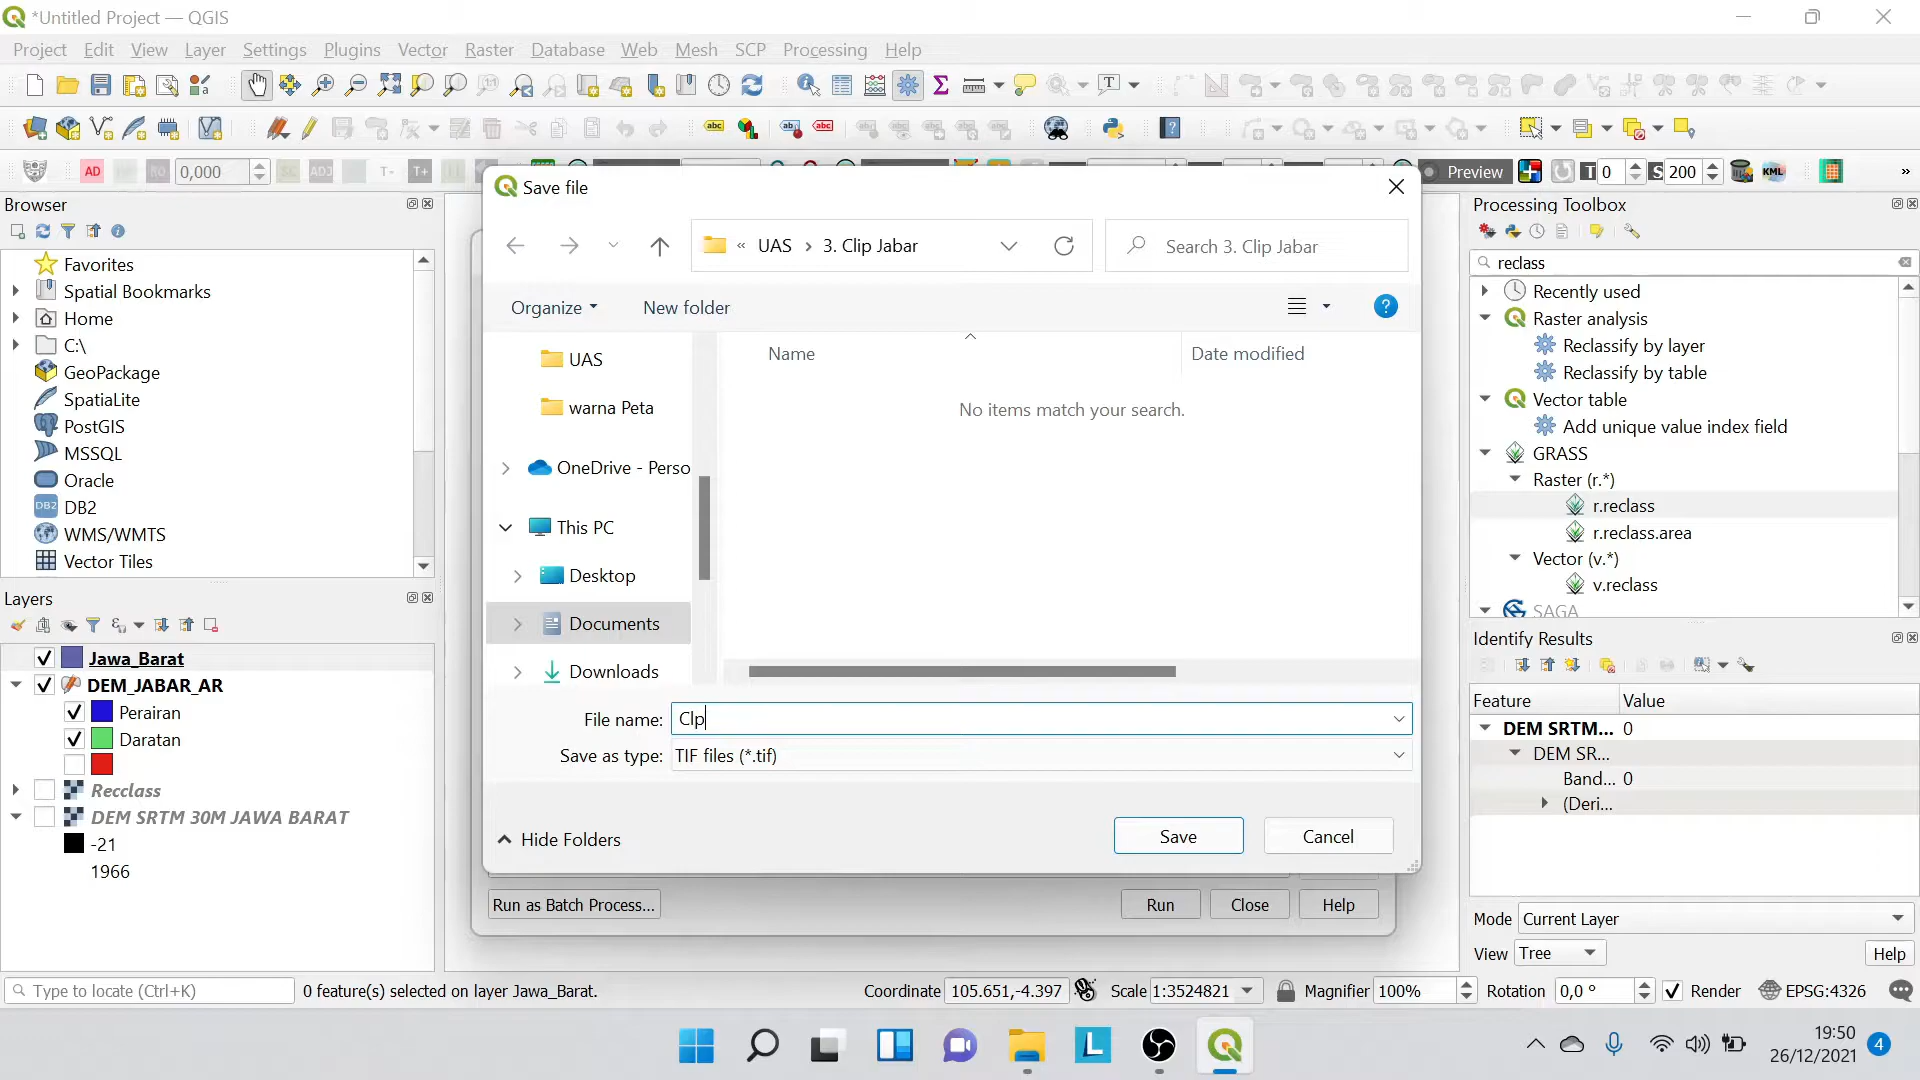 *Untitled Project — QGIS
Project Edit View Layer Settings Plugins Vector Raster Database Web Mesh SCP Processing Help
AD RO 0,000 SC ADJ T- T+ Preview T 0 S 200 KML »
Browser
Favorites
Spatial Bookmarks
Home
C:\
GeoPackage
SpatiaLite
PostGIS
MSSQL
Oracle
DB2
WMS/WMTS
Vector Tiles
Layers
Jawa_Barat
DEM_JABAR_AR
Perairan
Daratan
Recclass
DEM SRTM 30M JAWA BARAT
-21
1966
Save file
« UAS › 3. Clip Jabar
Search 3. Clip Jabar
Organize New folder
UAS
warna Peta
OneDrive - Perso
This PC
Desktop
Documents
Downloads
Name Date modified
No items match your search.
File name: Clp
Save as type: TIF files (*.tif)
Hide Folders Save Cancel
Run as Batch Process... Run Close Help
Processing Toolbox
reclass
Recently used
Raster analysis
Reclassify by layer
Reclassify by table
Vector table
Add unique value index field
GRASS
Raster (r.*)
r.reclass
r.reclass.area
Vector (v.*)
v.reclass
SAGA
Identify Results
Feature Value
DEM SRTM... 0
DEM SR...
Band... 0
(Deri...
Mode Current Layer
View Tree Help
Type to locate (Ctrl+K) 0 feature(s) selected on layer Jawa_Barat. Coordinate 105.651,-4.397 Scale 1:3524821 Magnifier 100% Rotation 0,0 ° Render EPSG:4326
19:50
26/12/2021 4